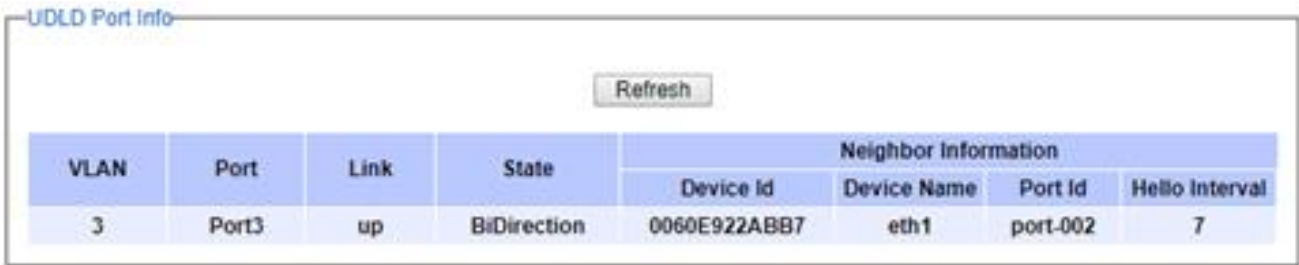 UDLD Port Info
Refresh
VLAN Port Link State Neighbor Information
Device Id Device Name Port Id Hello Interval
3 Port3 up BiDirection 0060E922ABB7 eth1 port-002 7